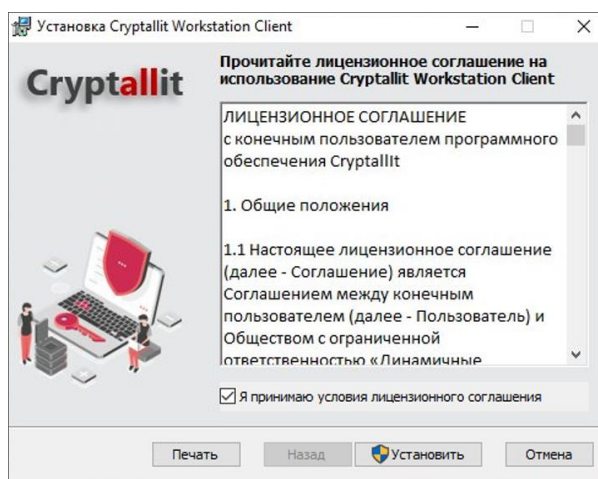 Установка Cryptallit Workstation Client
Cryptallit
Прочитайте лицензионное соглашение на
использование Cryptallit Workstation Client
ЛИЦЕНЗИОННОЕ СОГЛАШЕНИЕ
с конечным пользователем программного
обеспечения CryptallIt
1. Общие положения
1.1 Настоящее лицензионное соглашение
(далее - Соглашение) является
Соглашением между конечным
пользователем (далее - Пользователь) и
Обществом с ограниченной
ответственностью «Динамичные
Я принимаю условия лицензионного соглашения
Печать Назад Установить Отмена